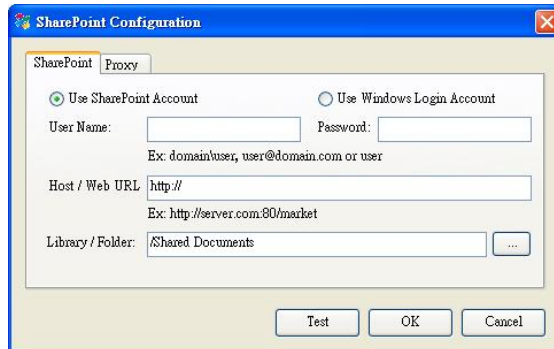 SharePoint Configuration
SharePoint Proxy
Use SharePoint Account Use Windows Login Account
User Name: Password:
Ex: domain\user, user@domain.com or user
Host / Web URL http://
Ex: http://server.com:80/market
Library / Folder: /Shared Documents ...
Test OK Cancel